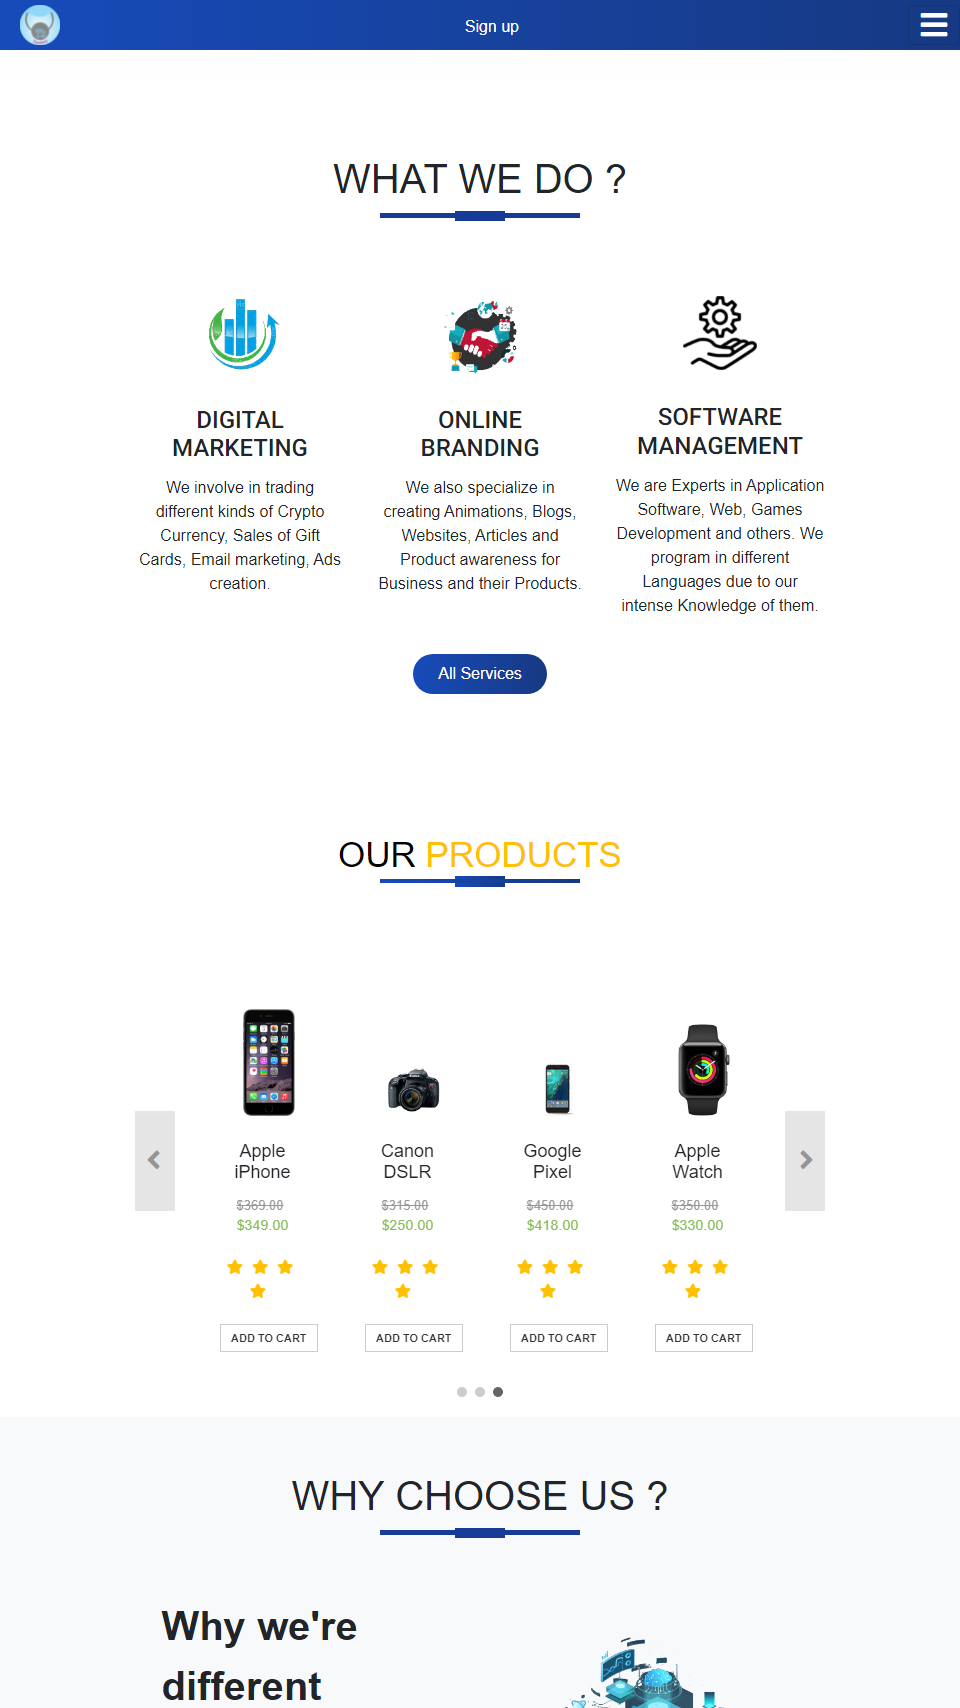 Sign up
WHAT WE DO ?
DIGITAL
MARKETING
We involve in trading
different kinds of Crypto
Currency, Sales of Gift
Cards, Email marketing, Ads
creation.
ONLINE
BRANDING
We also specialize in
creating Animations, Blogs,
Websites, Articles and
Product awareness for
Business and their Products.
SOFTWARE
MANAGEMENT
We are Experts in Application
Software, Web, Games
Development and others. We
program in different
Languages due to our
intense Knowledge of them.
All Services
OUR PRODUCTS
Apple
iPhone
$369.00
$349.00
ADD TO CART
Canon
DSLR
$315.00
$250.00
ADD TO CART
Google
Pixel
$450.00
$418.00
ADD TO CART
Apple
Watch
$350.00
$330.00
ADD TO CART
WHY CHOOSE US ?
Why we're
different